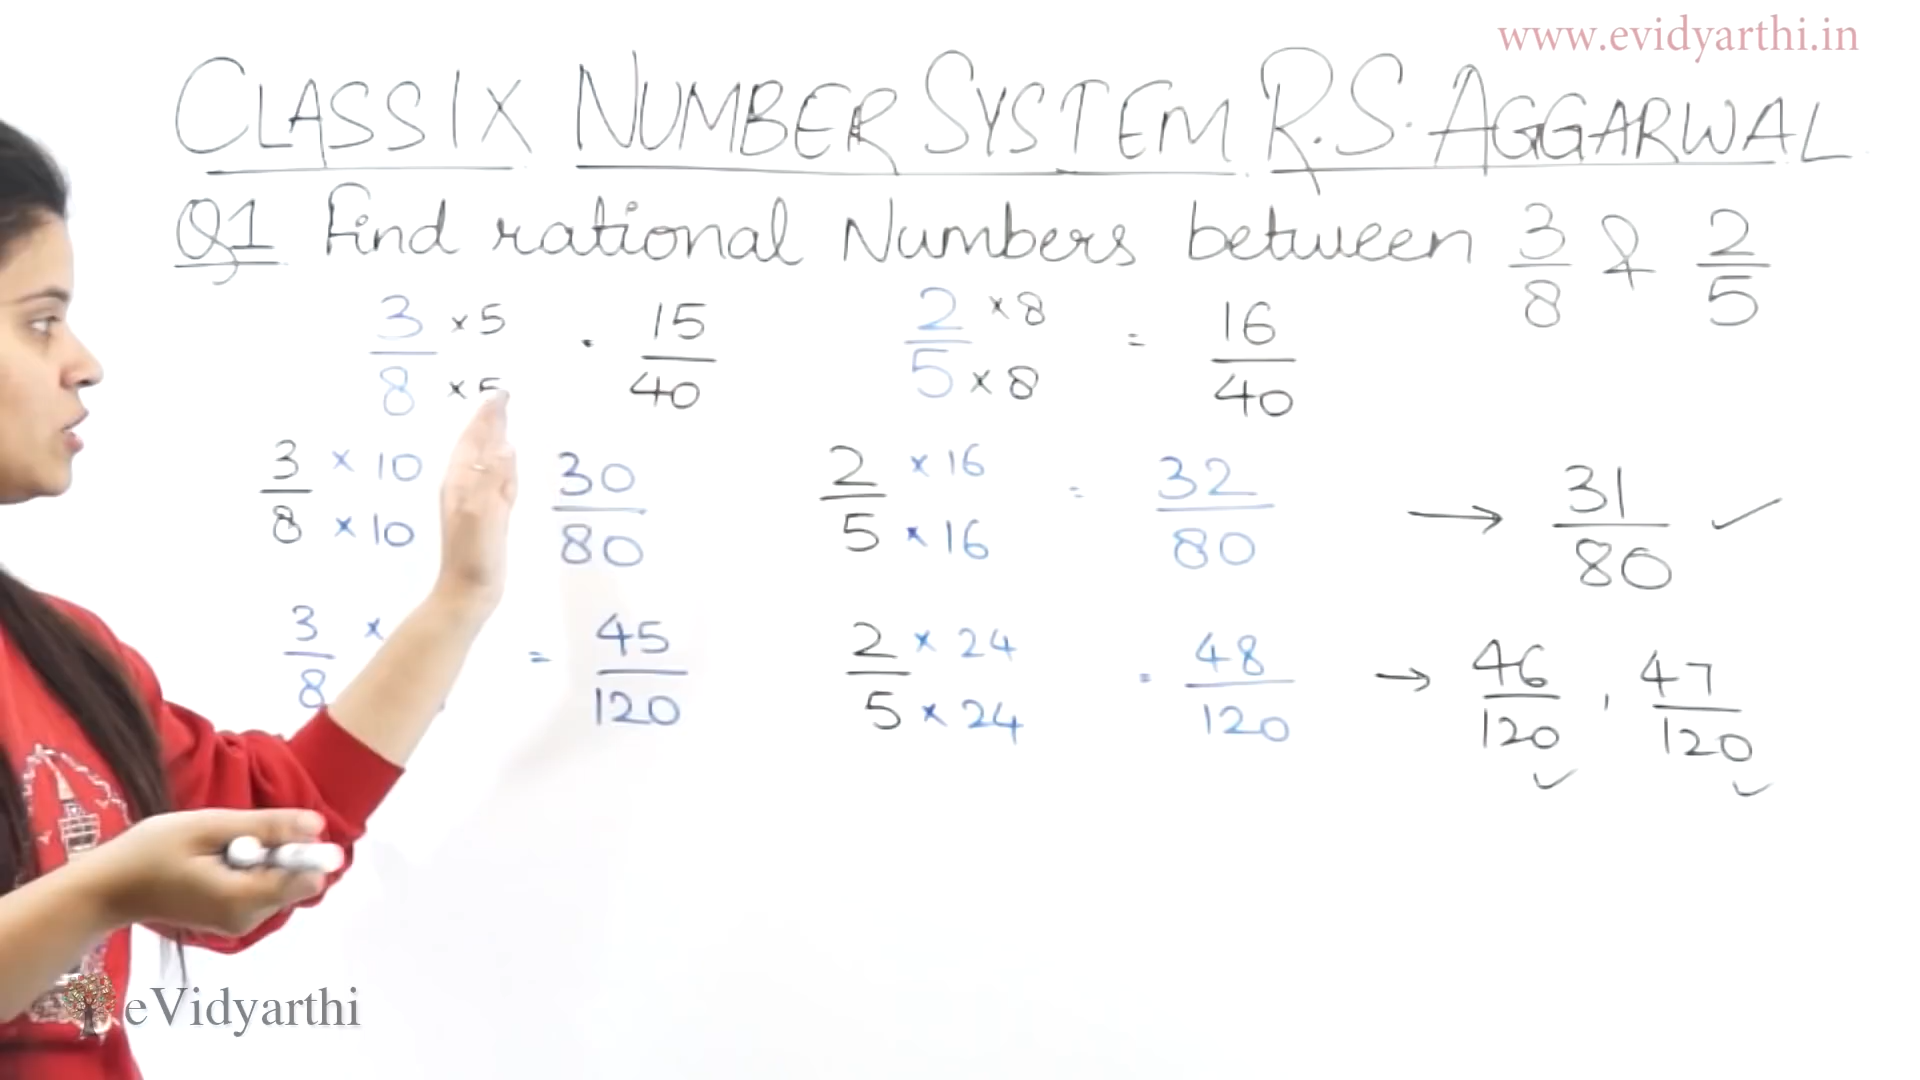 www.evidyarthi.in
CLASS IX NUMBER SYSTEM R.S. AGGARWAL
Q1 Find rational Numbers between 3/8 & 2/5
3/8 ×5 ×5 · 15/40 2/5 ×8 ×8 = 16/40
3/8 ×10 ×10 30/80 2/5 ×16 ×16 = 32/80 → 31/80 ✓
3/8 × = 45/120 2/5 ×24 ×24 · 48/120 → 46/120 ✓, 47/120 ✓
eVidyarthi